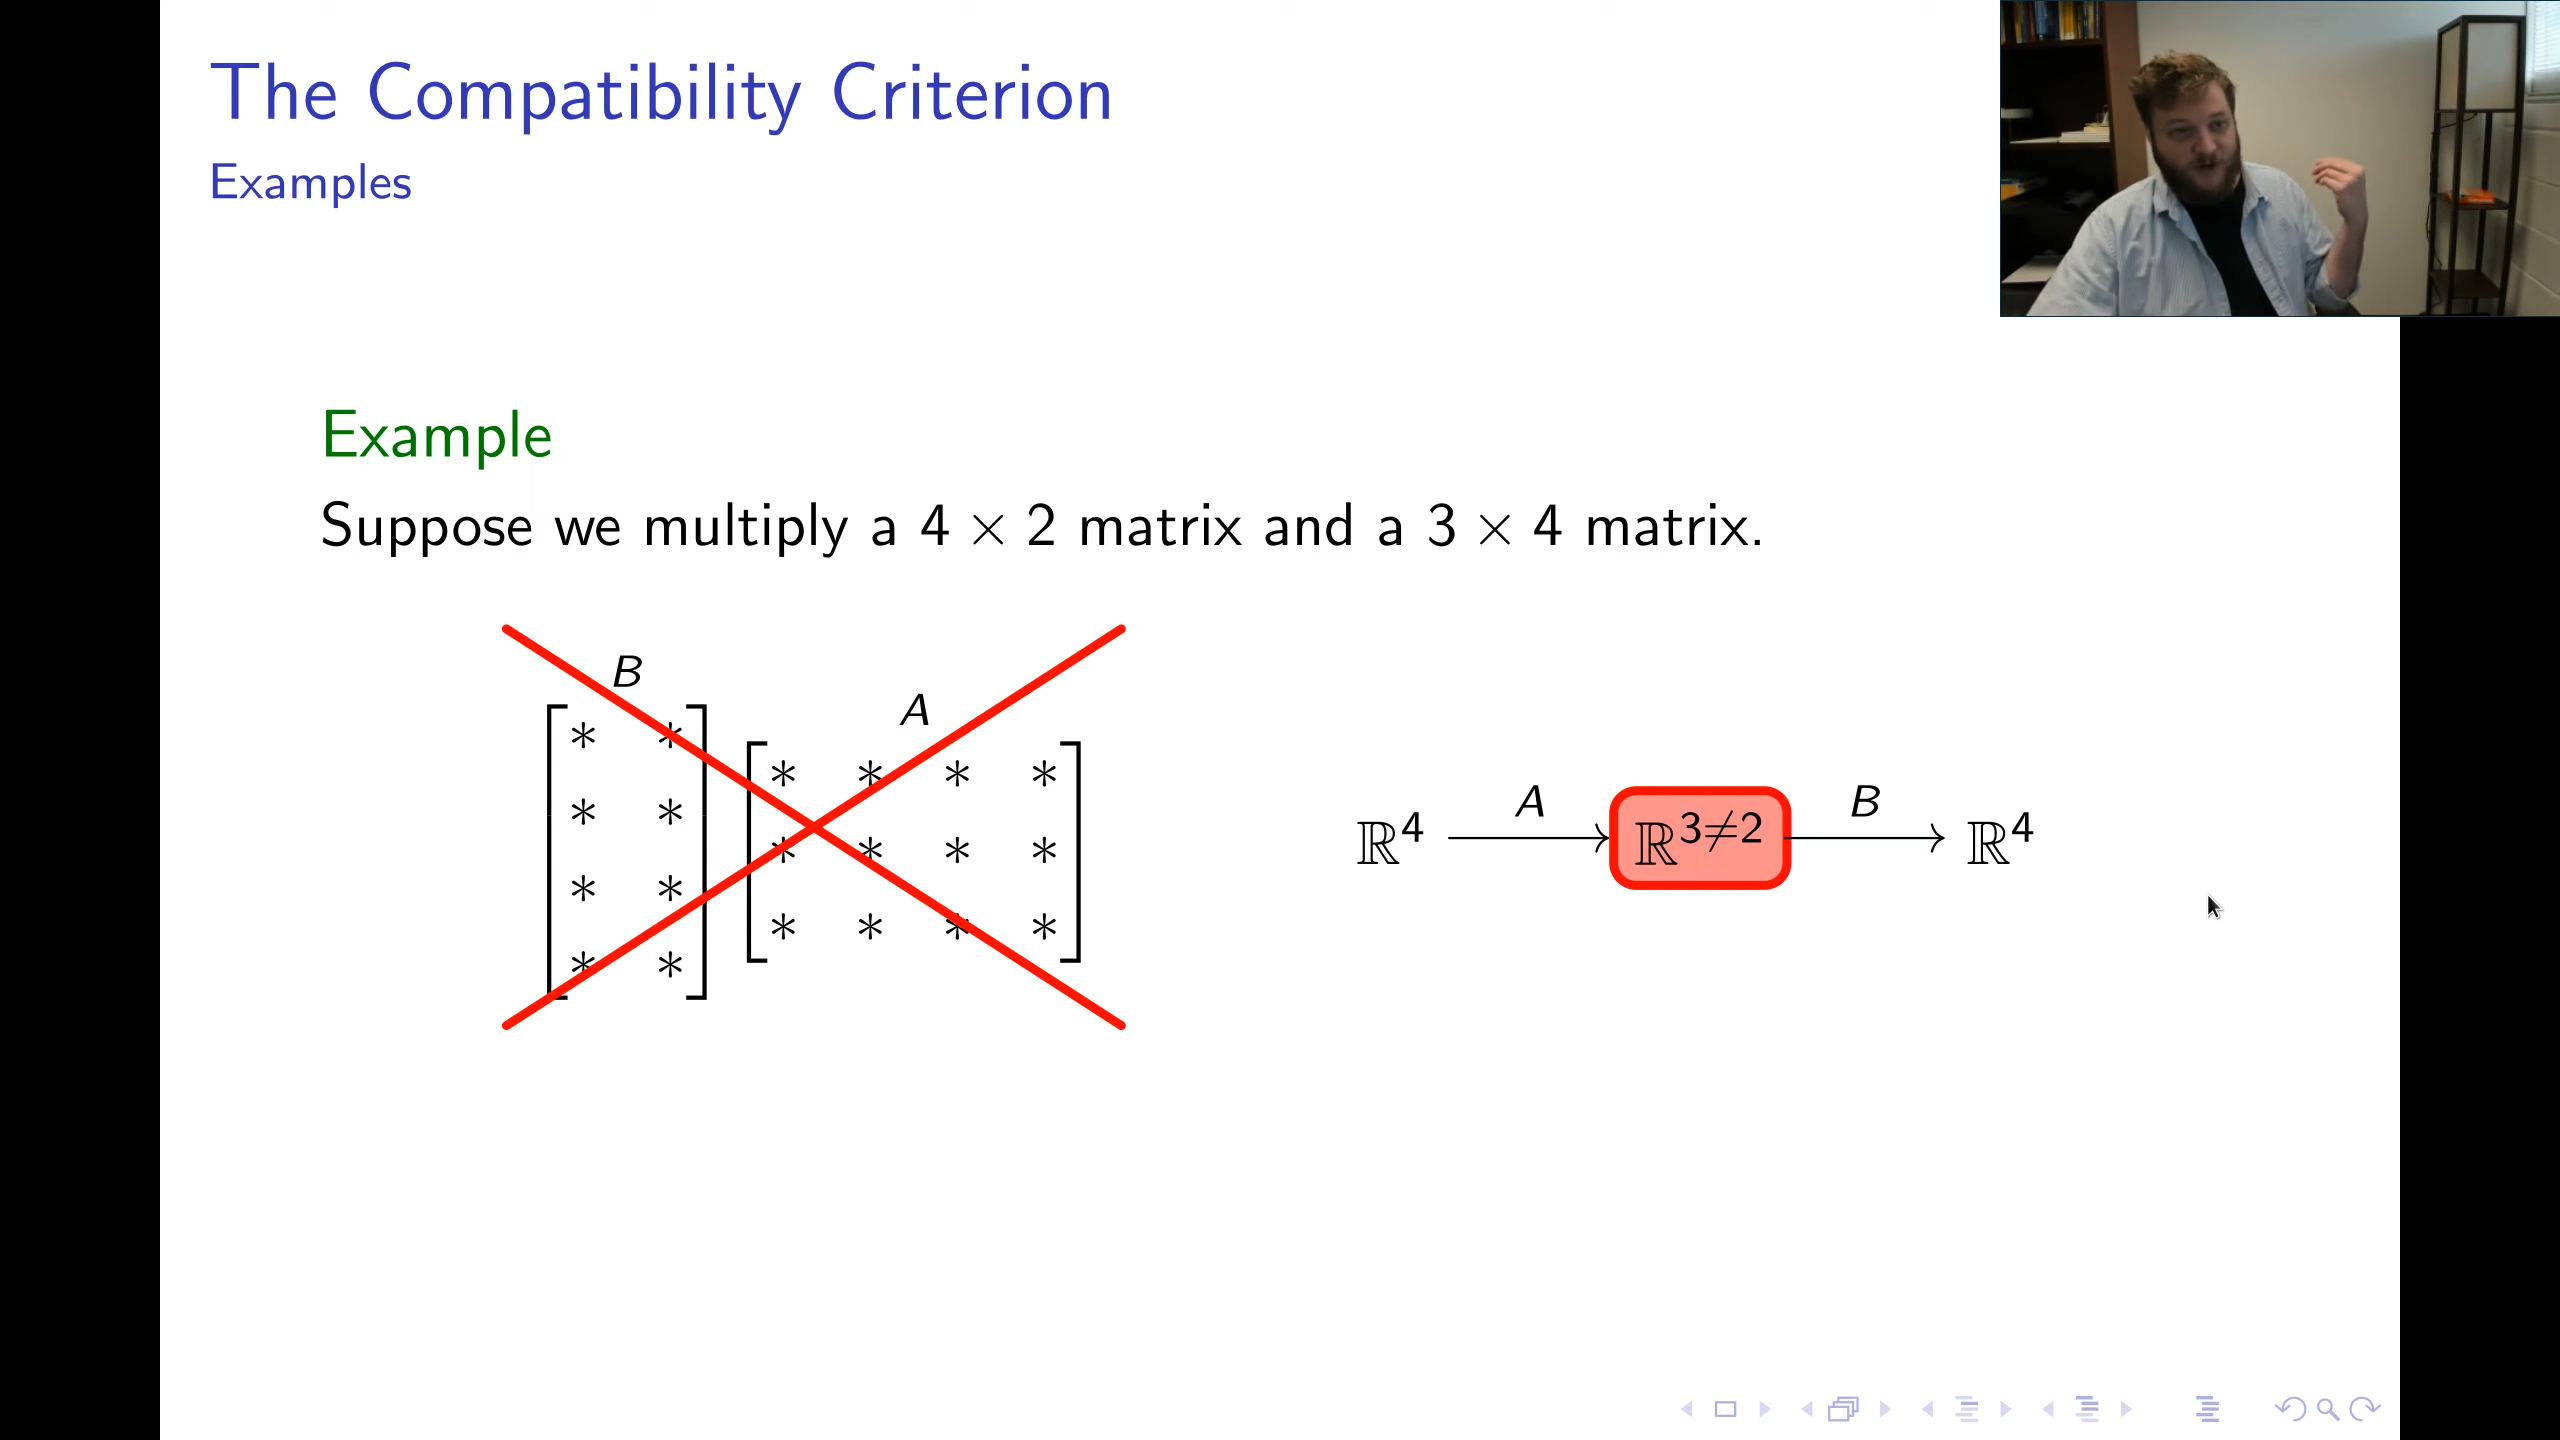 The Compatibility Criterion
Examples
Example
Suppose we multiply a 4 × 2 matrix and a 3 × 4 matrix.
B
A
* *
* *
* *
* *
* * * *
* * * *
* * * *
ℝ⁴ A ℝ³≠² B ℝ⁴